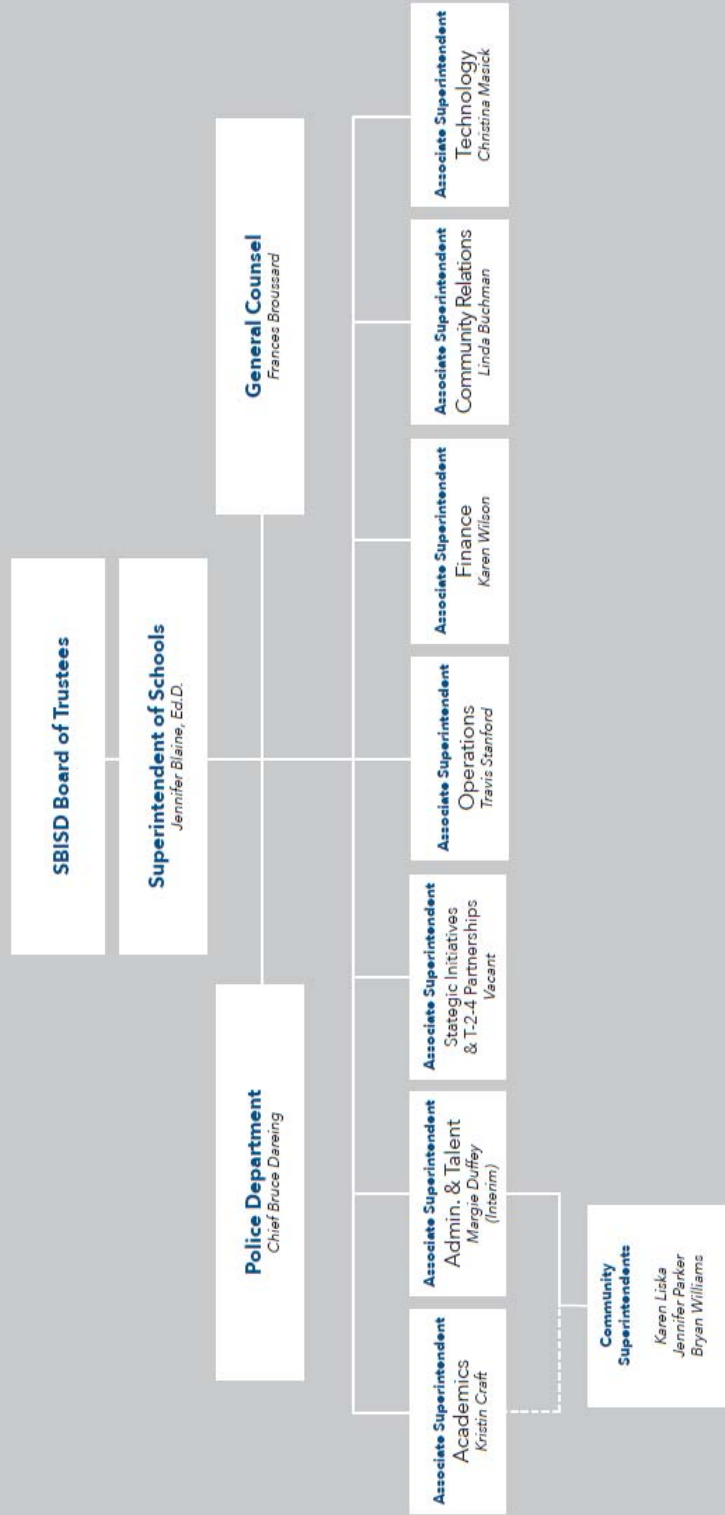 SBISD Board of Trustees
Superintendent of Schools
Jennifer Blaine, Ed.D.
Police Department
Chief Bruce Dareing
General Counsel
Frances Broussard
Associate Superintendent
Academics
Kristin Craft
Associate Superintendent
Admin. & Talent
Margie Duffey
(Interim)
Associate Superintendent
Stategic Initiatives
& T-2-4 Partnerships
Vacant
Associate Superintendent
Operations
Travis Stanford
Associate Superintendent
Finance
Karen Wilson
Associate Superintendent
Community Relations
Linda Buchman
Associate Superintendent
Technology
Christina Masick
Community
Superintendents
Karen Liska
Jennifer Parker
Bryan Williams